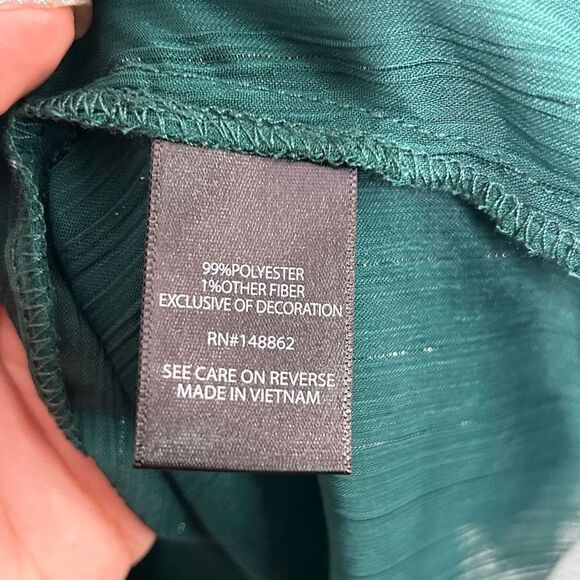 99%POLYESTER
1%OTHER FIBER
EXCLUSIVE OF DECORATION
RN#148862
SEE CARE ON REVERSE
MADE IN VIETNAM